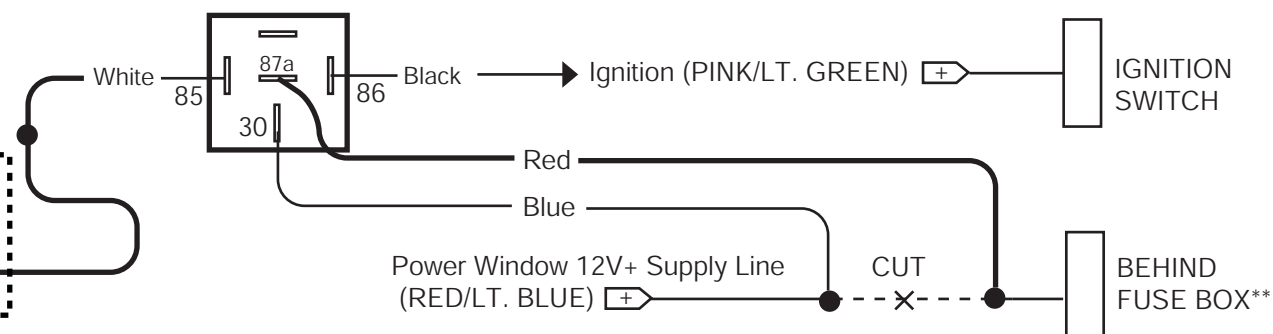 87a
White
85
86
Black
Ignition (PINK/LT. GREEN) +
IGNITION
SWITCH
30
Red
Blue
Power Window 12V+ Supply Line
(RED/LT. BLUE) +
CUT
BEHIND
FUSE BOX**